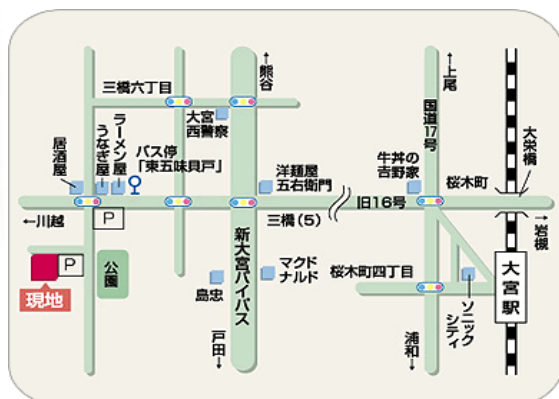 三橋六丁目
←熊谷
←上尾
大宮
西警察
国道17号
居酒屋
うなぎ屋
ラーメン屋
バス停
「東五味貝戸」
洋麺屋
五右衛門
牛丼の
吉野家
桜木町
大栄橋
←川越
P
三橋(5)
旧16号
→岩槻
P
公園
現地
新大宮バイパス
島忠
マクド
ナルド
桜木町四丁目
ソニック
シティ
大宮駅
戸田→
浦和→